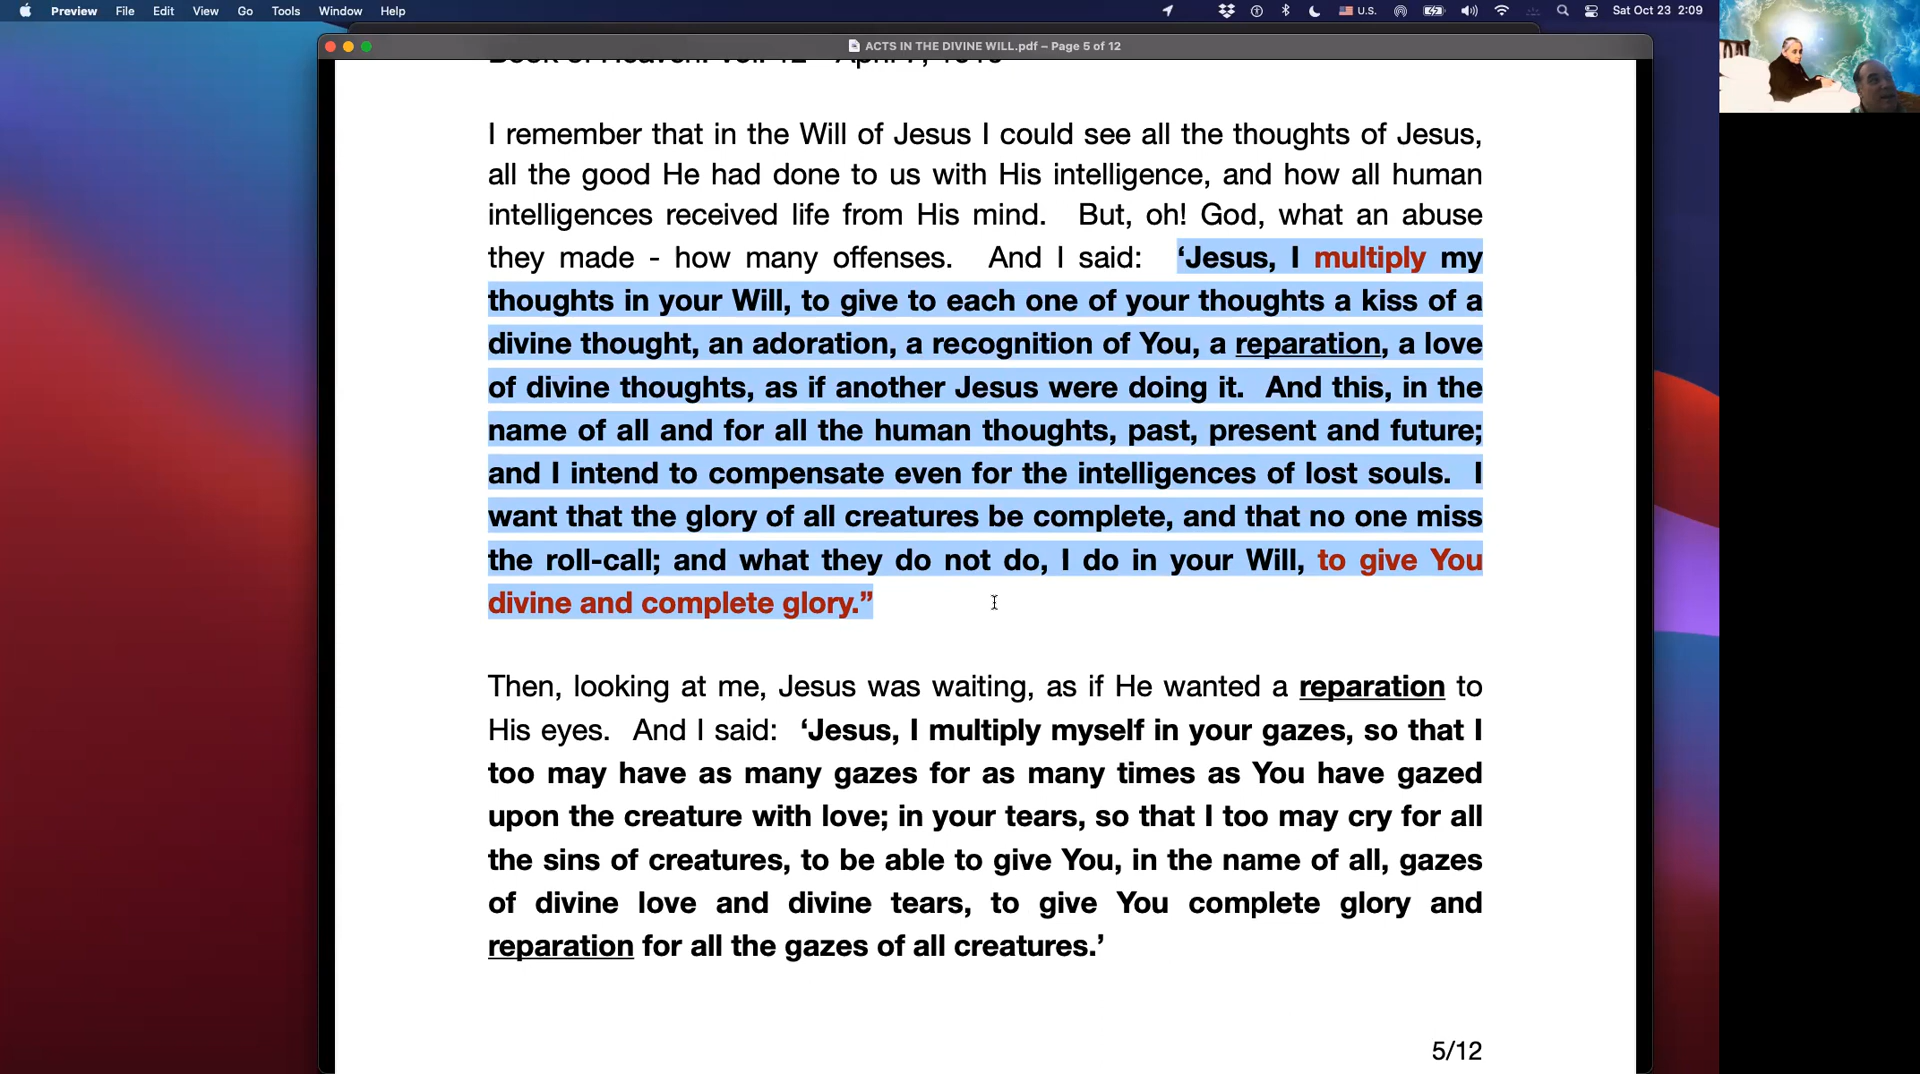 Preview File Edit View Go Tools Window Help U.S. Sat Oct 23 2:09
ACTS IN THE DIVINE WILL.pdf – Page 5 of 12
I remember that in the Will of Jesus I could see all the thoughts of Jesus,
all the good He had done to us with His intelligence, and how all human
intelligences received life from His mind. But, oh! God, what an abuse
they made - how many offenses. And I said: ‘Jesus, I multiply my
thoughts in your Will, to give to each one of your thoughts a kiss of a
divine thought, an adoration, a recognition of You, a reparation, a love
of divine thoughts, as if another Jesus were doing it. And this, in the
name of all and for all the human thoughts, past, present and future;
and I intend to compensate even for the intelligences of lost souls. I
want that the glory of all creatures be complete, and that no one miss
the roll-call; and what they do not do, I do in your Will, to give You
divine and complete glory.”
Then, looking at me, Jesus was waiting, as if He wanted a reparation to
His eyes. And I said: ‘Jesus, I multiply myself in your gazes, so that I
too may have as many gazes for as many times as You have gazed
upon the creature with love; in your tears, so that I too may cry for all
the sins of creatures, to be able to give You, in the name of all, gazes
of divine love and divine tears, to give You complete glory and
reparation for all the gazes of all creatures.’
5/12